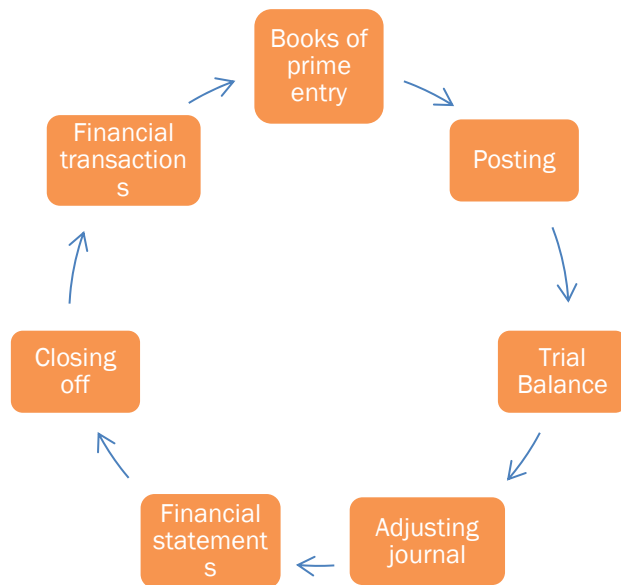 Books of
prime
entry
Posting
Trial
Balance
Adjusting
journal
Financial
statement
s
Closing
off
Financial
transaction
s